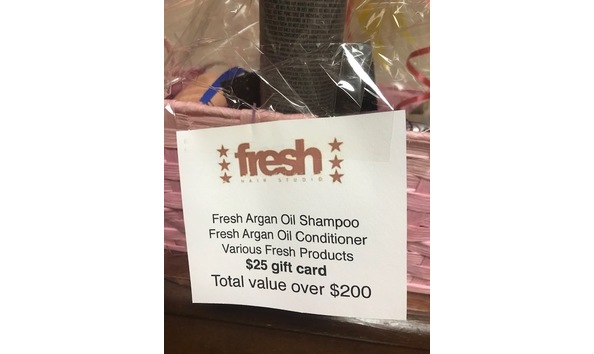 fresh
HAIR STUDIO
Fresh Argan Oil Shampoo
Fresh Argan Oil Conditioner
Various Fresh Products
$25 gift card
Total value over $200